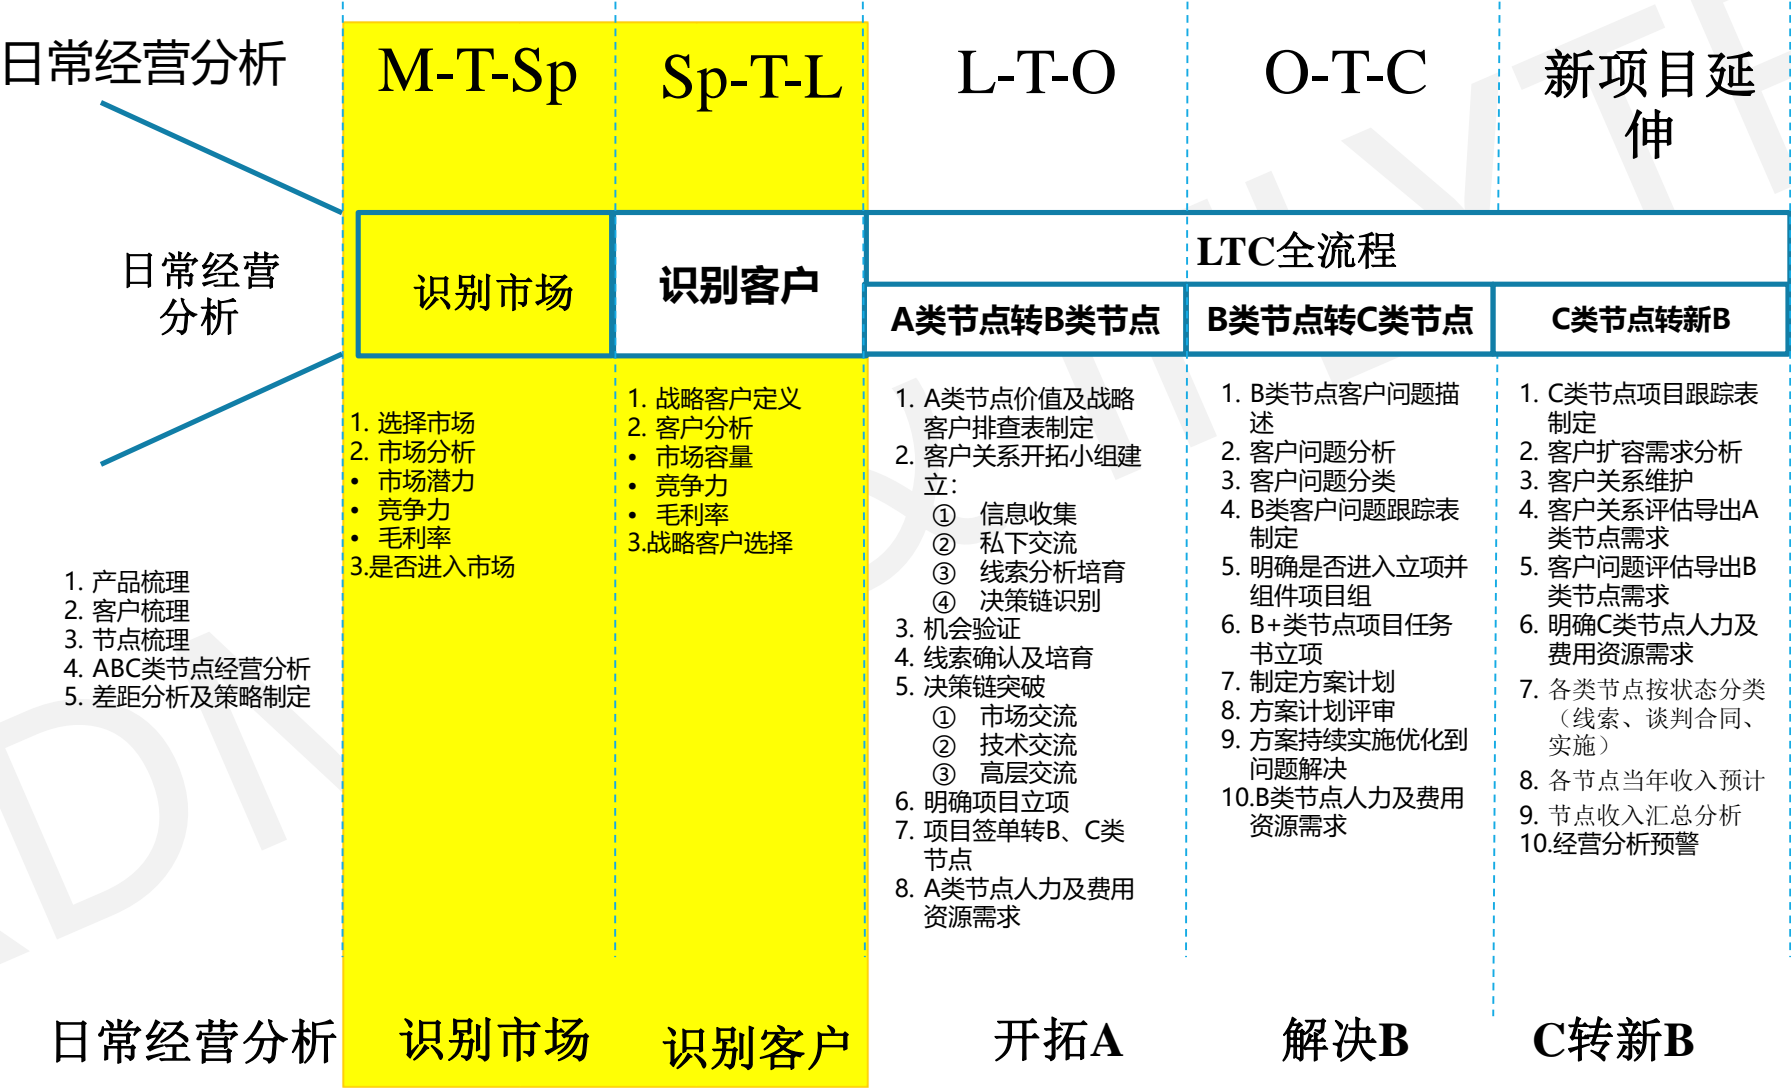 日常经营分析
M-T-Sp
Sp-T-L
L-T-O
O-T-C
新项目延
伸
日常经营
分析
识别市场
识别客户
LTC全流程
A类节点转B类节点
B类节点转C类节点
C类节点转新B
1. 产品梳理
2. 客户梳理
3. 节点梳理
4. ABC类节点经营分析
5. 差距分析及策略制定
1. 选择市场
2. 市场分析
• 市场潜力
• 竞争力
• 毛利率
3.是否进入市场
1. 战略客户定义
2. 客户分析
• 市场容量
• 竞争力
• 毛利率
3.战略客户选择
1. A类节点价值及战略
客户排查表制定
2. 客户关系开拓小组建
立：
① 信息收集
② 私下交流
③ 线索分析培育
④ 决策链识别
3. 机会验证
4. 线索确认及培育
5. 决策链突破
① 市场交流
② 技术交流
③ 高层交流
6. 明确项目立项
7. 项目签单转B、C类
节点
8. A类节点人力及费用
资源需求
1. B类节点客户问题描
述
2. 客户问题分析
3. 客户问题分类
4. B类客户问题跟踪表
制定
5. 明确是否进入立项并
组件项目组
6. B+类节点项目任务
书立项
7. 制定方案计划
8. 方案计划评审
9. 方案持续实施优化到
问题解决
10.B类节点人力及费用
资源需求
1. C类节点项目跟踪表
制定
2. 客户扩容需求分析
3. 客户关系维护
4. 客户关系评估导出A
类节点需求
5. 客户问题评估导出B
类节点需求
6. 明确C类节点人力及
费用资源需求
7. 各类节点按状态分类
（线索、谈判合同、
实施）
8. 各节点当年收入预计
9. 节点收入汇总分析
10.经营分析预警
日常经营分析
识别市场
识别客户
开拓A
解决B
C转新B